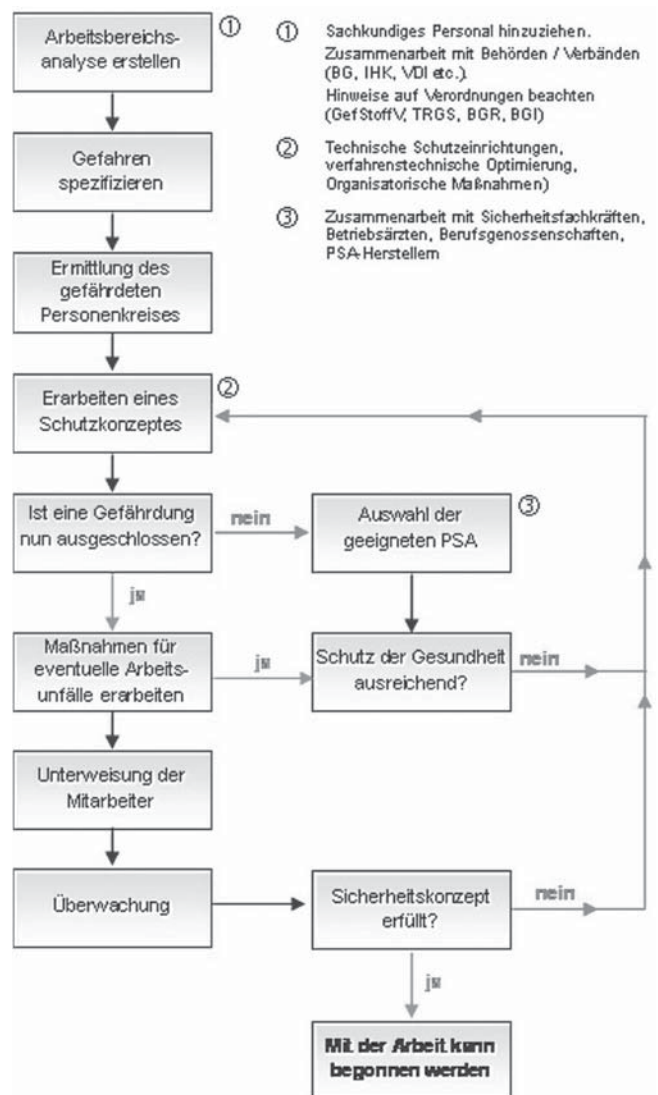 Arbeitsbereichs-
analyse erstellen
①
① Sachkundiges Personal hinzuziehen.
Zusammenarbeit mit Behörden / Verbänden
(BG, IHK, VDI etc.).
Hinweise auf Verordnungen beachten
(GefStoffV, TRGS, BGR, BGI)
② Technische Schutzeinrichtungen,
verfahrenstechnische Optimierung,
Organisatorische Maßnahmen)
③ Zusammenarbeit mit Sicherheitsfachkräften,
Betriebsärzten, Berufsgenossenschaften,
PSA-Herstellern
Gefahren
spezifizieren
Ermittlung des
gefährdeten
Personenkreises
Erarbeiten eines
Schutzkonzeptes
②
Ist eine Gefährdung
nun ausgeschlossen?
nein
Auswahl der
geeigneten PSA
③
ja
Maßnahmen für
eventuelle Arbeits-
unfälle erarbeiten
ja
Schutz der Gesundheit
ausreichend?
nein
Unterweisung der
Mitarbeiter
Überwachung
Sicherheitskonzept
erfüllt?
nein
ja
Mit der Arbeit kann
begonnen werden